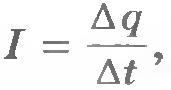 I = Δq / Δt,